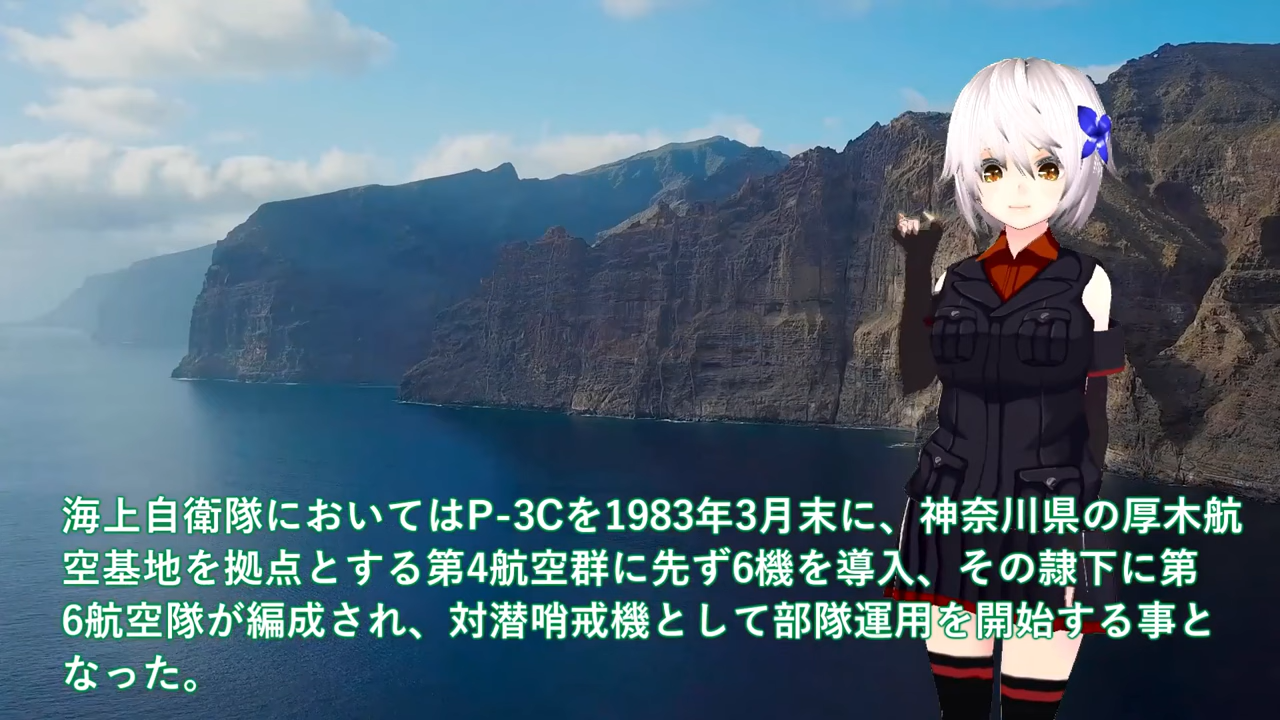 海上自衛隊においてはP-3Cを1983年3月末に、神奈川県の厚木航
空基地を拠点とする第4航空群に先ず6機を導入、その隷下に第
6航空隊が編成され、対潜哨戒機として部隊運用を開始する事と
なった。